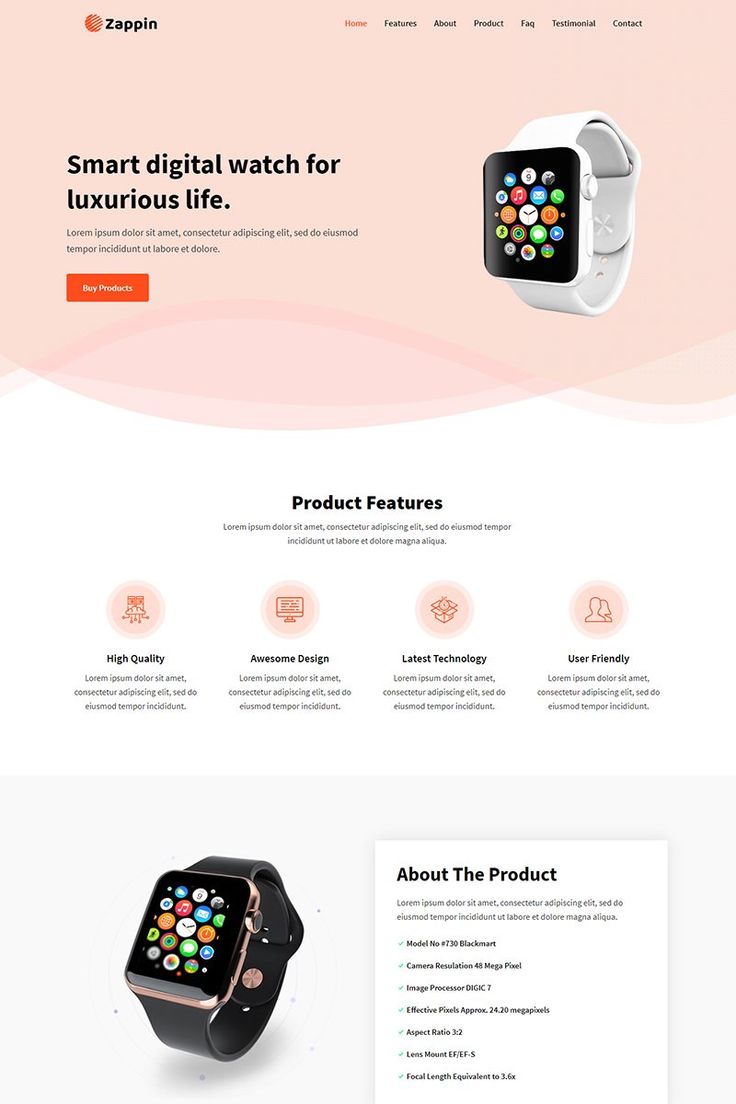 Zappin
Home Features About Product Faq Testimonial Contact
Smart digital watch for
luxurious life.
Lorem ipsum dolor sit amet, consectetur adipiscing elit, sed do eiusmod
tempor incididunt ut labore et dolore.
Buy Products
9
Product Features
Lorem ipsum dolor sit amet, consectetur adipiscing elit, sed do eiusmod tempor
incididunt ut labore et dolore magna aliqua.
High Quality
Lorem ipsum dolor sit amet,
consectetur adipiscing elit, sed do
eiusmod tempor incididunt.
Awesome Design
Lorem ipsum dolor sit amet,
consectetur adipiscing elit, sed do
eiusmod tempor incididunt.
Latest Technology
Lorem ipsum dolor sit amet,
consectetur adipiscing elit, sed do
eiusmod tempor incididunt.
User Friendly
Lorem ipsum dolor sit amet,
consectetur adipiscing elit, sed do
eiusmod tempor incididunt.
9
About The Product
Lorem ipsum dolor sit amet, consectetur adipiscing elit, sed do
eiusmod tempor incididunt ut labore et dolore magna aliqua.
Model No #730 Blackmart
Camera Resulation 48 Mega Pixel
Image Processor DIGIC 7
Effective Pixels Approx. 24.20 megapixels
Aspect Ratio 3:2
Lens Mount EF/EF-S
Focal Length Equivalent to 3.6x